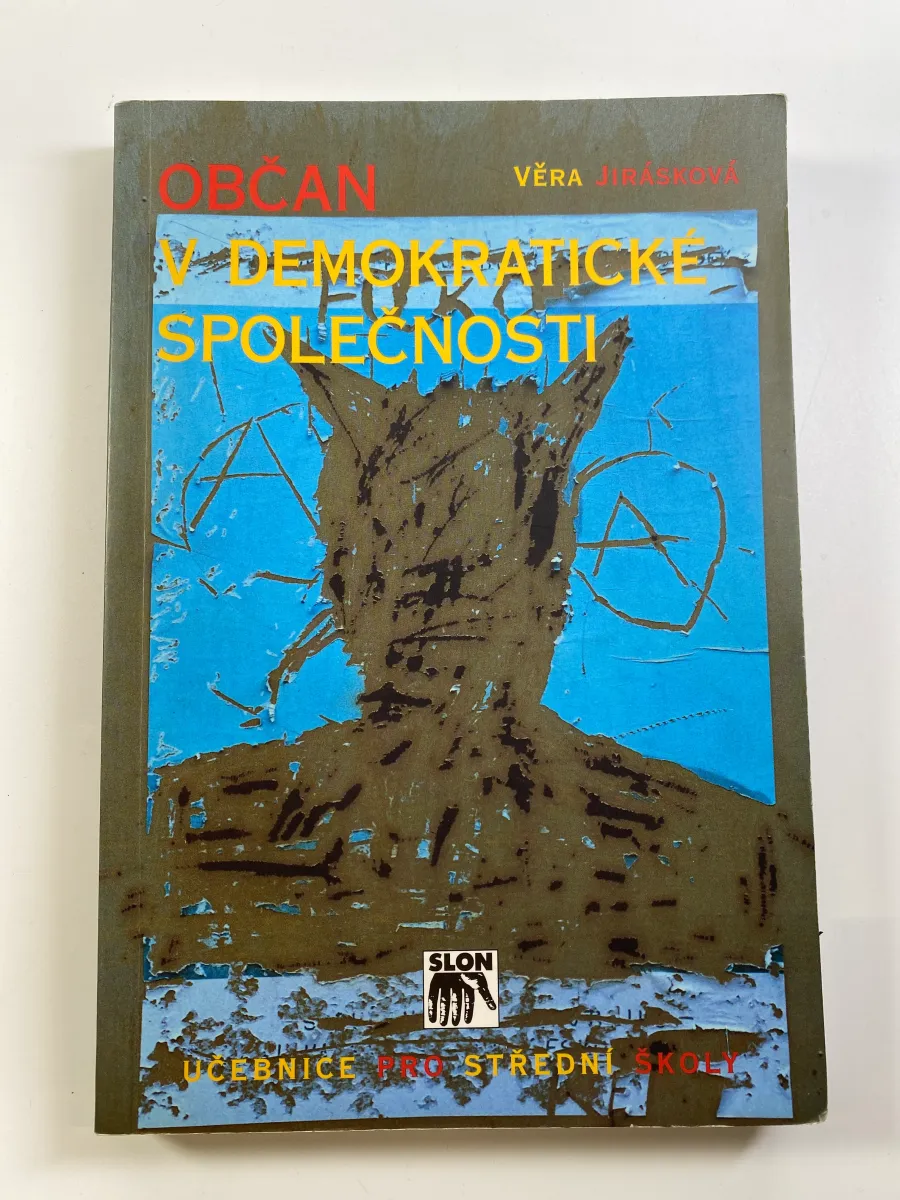 OBČAN
VĚRA JIRÁSKOVÁ
V DEMOKRATICKÉ
SPOLEČNOSTI
A
A
SLON
UČEBNICE PRO STŘEDNÍ ŠKOLY